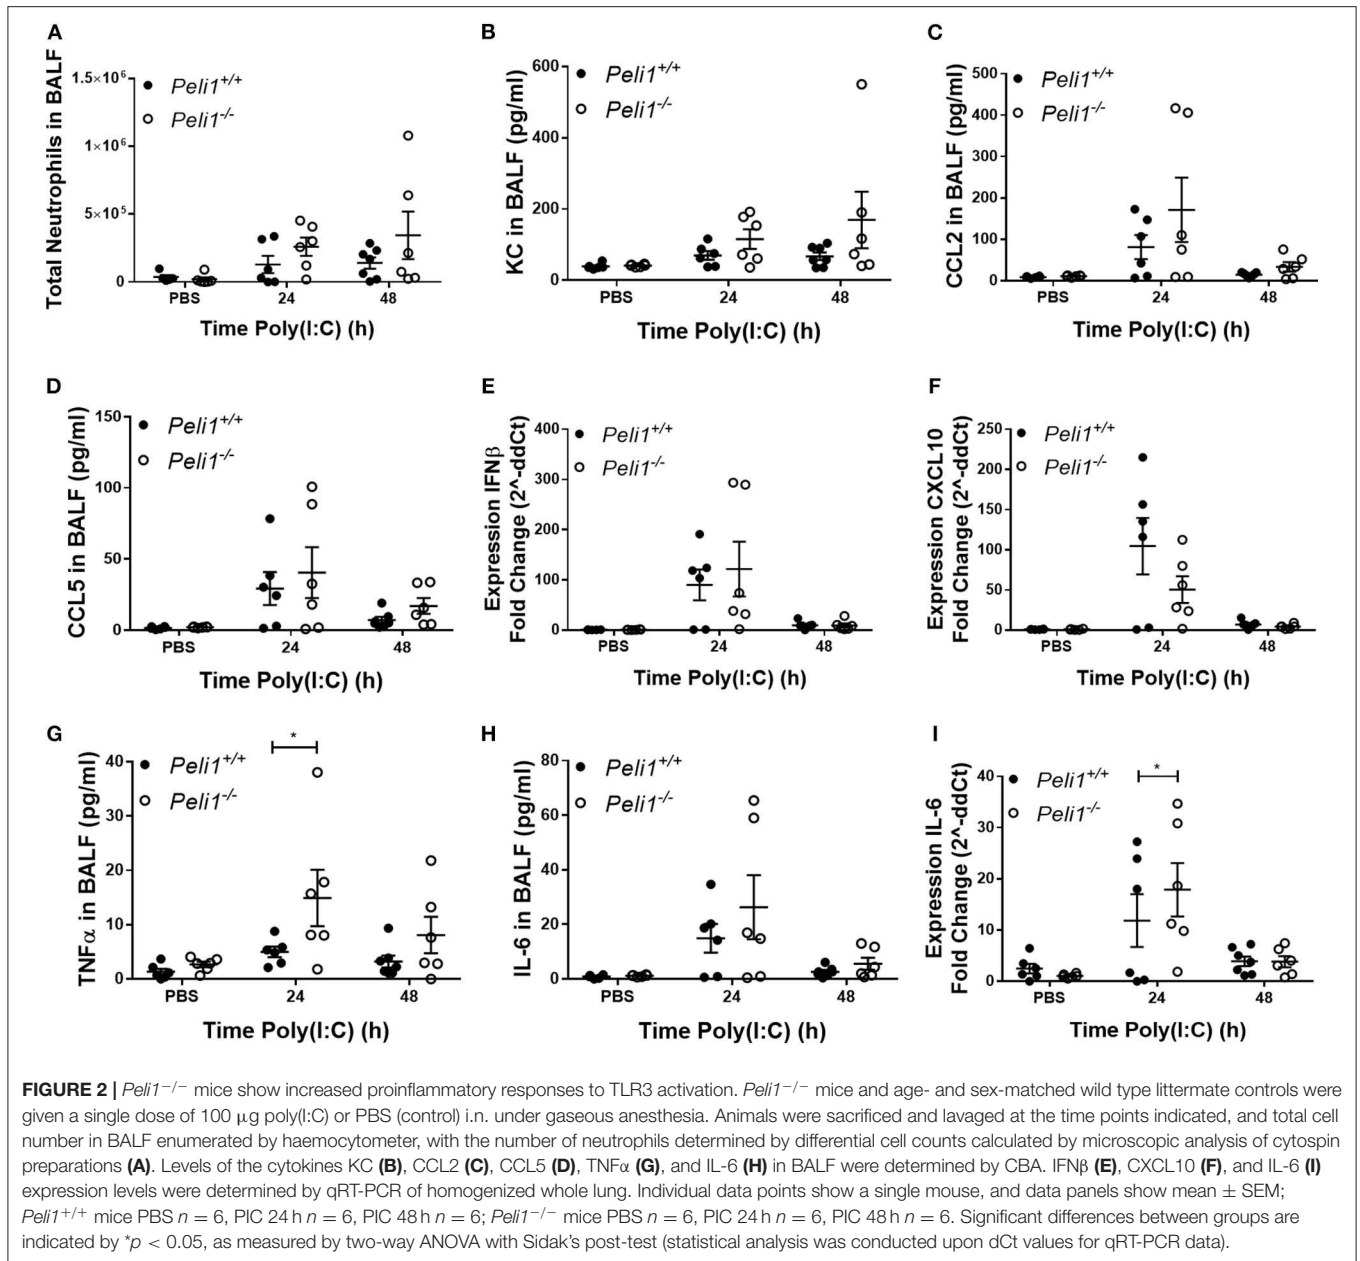 A
Total Neutrophils in BALF
1.5×10⁶
1×10⁶
5×10⁵
0
Peli1+/+
Peli1-/-
PBS
24
48
Time Poly(I:C) (h)
B
KC in BALF (pg/ml)
600
400
200
0
Peli1+/+
Peli1-/-
PBS
24
48
Time Poly(I:C) (h)
C
CCL2 in BALF (pg/ml)
500
400
300
200
100
0
Peli1+/+
Peli1-/-
PBS
24
48
Time Poly(I:C) (h)
D
CCL5 in BALF (pg/ml)
150
100
50
0
Peli1+/+
Peli1-/-
PBS
24
48
Time Poly(I:C) (h)
E
Expression IFNβ
Fold Change (2^-ddCt)
400
300
200
100
0
Peli1+/+
Peli1-/-
PBS
24
48
Time Poly(I:C) (h)
F
Expression CXCL10
Fold Change (2^-ddCt)
250
200
150
100
50
0
Peli1+/+
Peli1-/-
PBS
24
48
Time Poly(I:C) (h)
G
TNFα in BALF (pg/ml)
40
30
20
10
0
Peli1+/+
Peli1-/-
*
PBS
24
48
Time Poly(I:C) (h)
H
IL-6 in BALF (pg/ml)
80
60
40
20
0
Peli1+/+
Peli1-/-
PBS
24
48
Time Poly(I:C) (h)
I
Expression IL-6
Fold Change (2^-ddCt)
40
30
20
10
0
Peli1+/+
Peli1-/-
*
PBS
24
48
Time Poly(I:C) (h)
FIGURE 2 | Peli1−/− mice show increased proinflammatory responses to TLR3 activation. Peli1−/− mice and age- and sex-matched wild type littermate controls were
given a single dose of 100 μg poly(I:C) or PBS (control) i.n. under gaseous anesthesia. Animals were sacrificed and lavaged at the time points indicated, and total cell
number in BALF enumerated by haemocytometer, with the number of neutrophils determined by differential cell counts calculated by microscopic analysis of cytospin
preparations (A). Levels of the cytokines KC (B), CCL2 (C), CCL5 (D), TNFα (G), and IL-6 (H) in BALF were determined by CBA. IFNβ (E), CXCL10 (F), and IL-6 (I)
expression levels were determined by qRT-PCR of homogenized whole lung. Individual data points show a single mouse, and data panels show mean ± SEM;
Peli1+/+ mice PBS n = 6, PIC 24 h n = 6, PIC 48 h n = 6; Peli1−/− mice PBS n = 6, PIC 24 h n = 6, PIC 48 h n = 6. Significant differences between groups are
indicated by *p < 0.05, as measured by two-way ANOVA with Sidak's post-test (statistical analysis was conducted upon dCt values for qRT-PCR data).